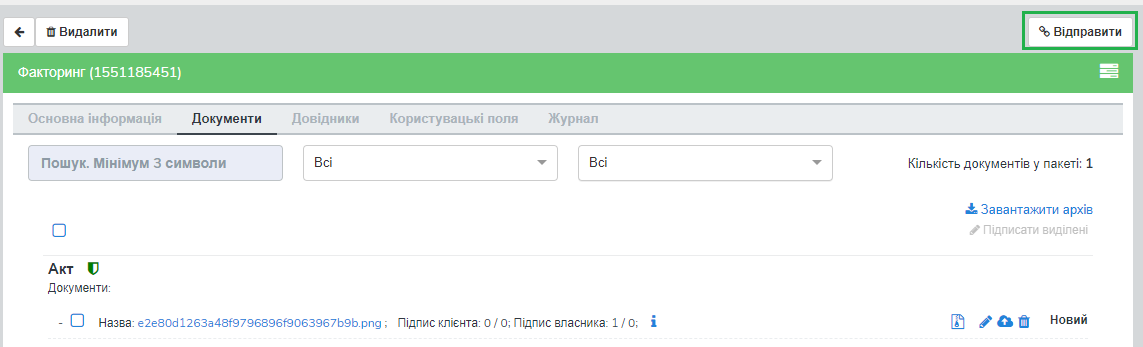 Видалити Відправити
Факторинг (1551185451)
Основна інформація Документи Довідники Користувацькі поля Журнал
Пошук. Мінімум 3 символи Всі Всі Кількість документів у пакеті: 1
Завантажити архів
Підписати виділені
Акт
Документи:
- Назва: e2e80d1263a48f9796896f9063967b9b.png ; Підпис клієнта: 0 / 0; Підпис власника: 1 / 0; Новий